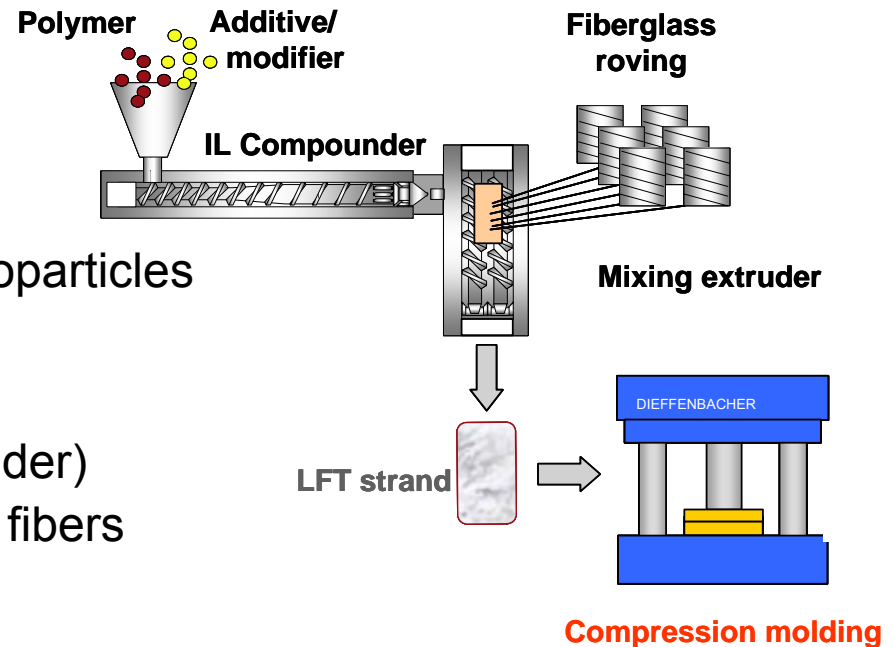 Polymer
Additive/
modifier
Fiberglass
roving
IL Compounder
oparticles
Mixing extruder
der)
fibers
LFT strand
DIEFFENBACHER
Compression molding